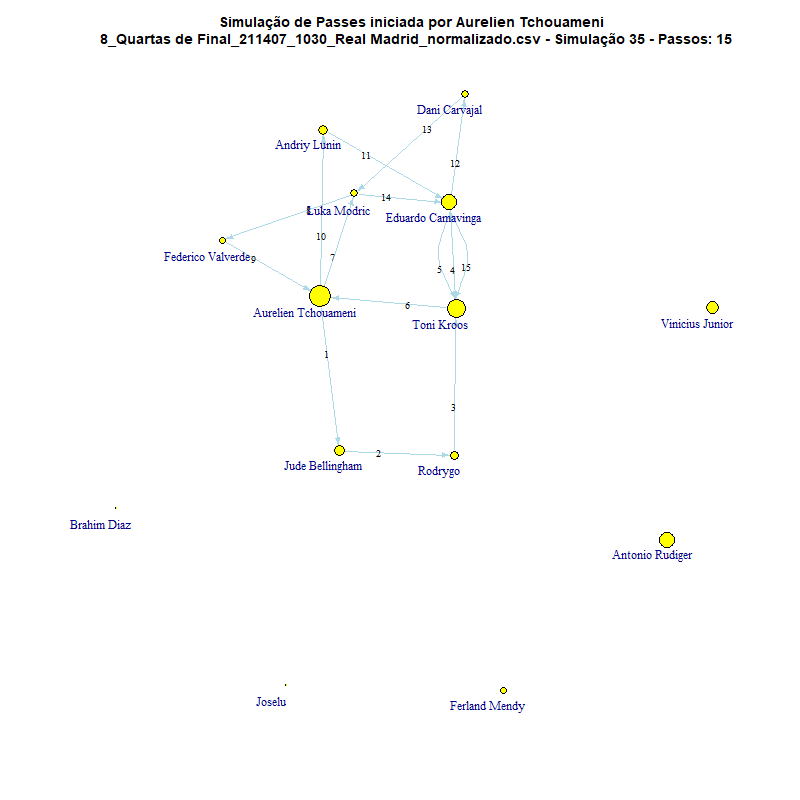 Simulação de Passes iniciada por Aurelien Tchouameni
8_Quartas de Final_211407_1030_Real Madrid_normalizado.csv - Simulação 35 - Passos: 15
Dani Carvajal
13
Andriy Lunin
11
12
14
8
Luka Modric
Eduardo Camavinga
10
Federico Valverde
9
7
5
4
15
6
Aurelien Tchouameni
Toni Kroos
Vinicius Junior
1
3
2
Jude Bellingham
Rodrygo
Brahim Diaz
Antonio Rudiger
Joselu
Ferland Mendy